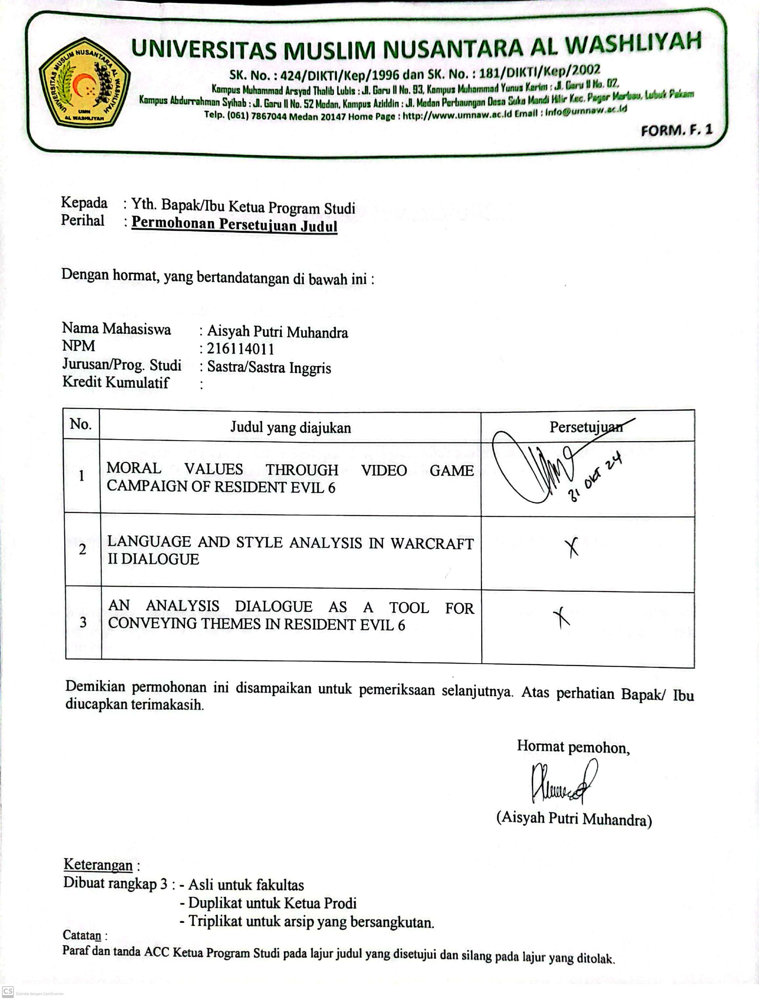 UNIVERSITAS MUSLIM NUSANTARA AL WASHLIYAH
UMN
AL WASHLIYAH
UNIVERSITAS MUSLIM NUSANTARA AL WASHLIYAH
SK. No. : 424/DIKTI/Kep/1996 dan SK. No. : 181/DIKTI/Kep/2002
Kampus Muhammad Arsyad Thalib Lubis : Jl. Garu II No. 93, Kampus Muhammad Yunus Karim : Jl. Garu II No. 02,
Kampus Abdurrahman Syihab : Jl. Garu II No. 52 Medan, Kampus Aziddin : Jl. Medan Perbaungan Desa Suka Mandi Hilir Kec. Pagar Merbau, Lubuk Pakam
Telp. (061) 7867044 Medan 20147 Home Page : http://www.umnaw.ac.id Email : info@umnaw.ac.id
FORM. F. 1
Kepada : Yth. Bapak/Ibu Ketua Program Studi
Perihal : Permohonan Persetujuan Judul
Dengan hormat, yang bertandatangan di bawah ini :
Nama Mahasiswa : Aisyah Putri Muhandra
NPM : 216114011
Jurusan/Prog. Studi : Sastra/Sastra Inggris
Kredit Kumulatif :
No. Judul yang diajukan Persetujuan
1 MORAL VALUES THROUGH VIDEO GAME
CAMPAIGN OF RESIDENT EVIL 6
31 OKT 24
2 LANGUAGE AND STYLE ANALYSIS IN WARCRAFT
II DIALOGUE
X
3 AN ANALYSIS DIALOGUE AS A TOOL FOR
CONVEYING THEMES IN RESIDENT EVIL 6
X
Demikian permohonan ini disampaikan untuk pemeriksaan selanjutnya. Atas perhatian Bapak/ Ibu
diucapkan terimakasih.
Hormat pemohon,
(Aisyah Putri Muhandra)
Keterangan :
Dibuat rangkap 3 : - Asli untuk fakultas
- Duplikat untuk Ketua Prodi
- Triplikat untuk arsip yang bersangkutan.
Catatan :
Paraf dan tanda ACC Ketua Program Studi pada lajur judul yang disetujui dan silang pada lajur yang ditolak.
CS Dipindai dengan CamScanner